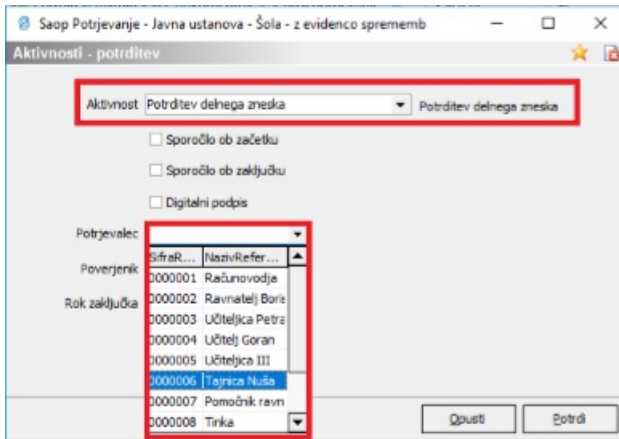 Saop Potrjevanje - Javna ustanova - Šola - z evidenco sprememb
Aktivnosti - potrditev
Aktivnost Potrditev delnega zneska Potrditev delnega zneska
Sporočilo ob začetku
Sporočilo ob zaključku
Digitalni podpis
Potrjevalec
SifraR... NazivRefer...
Poverjenik
0000001 Računovodja
0000002 Ravnatelj Boris
Rok zaključka
0000003 Učiteljica Petra
0000004 Učitelj Goran
0000005 Učiteljica III
0000006 Tajnica Nuša
0000007 Pomočnik ravn
0000008 Tinka
Opusti Potrdi